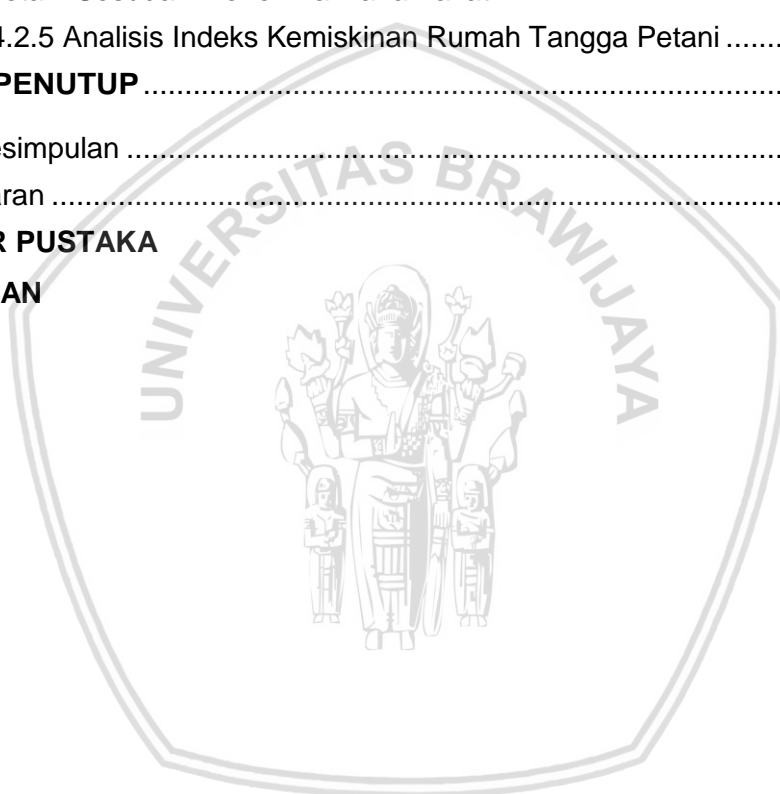 4.2.5 Analisis Indeks Kemiskinan Rumah Tangga Petani ........
PENUTUP ................................................................................
esimpulan ................................................................................
aran ................................................................................
R PUSTAKA
AN
UNIVERSITAS BRAWIJAYA